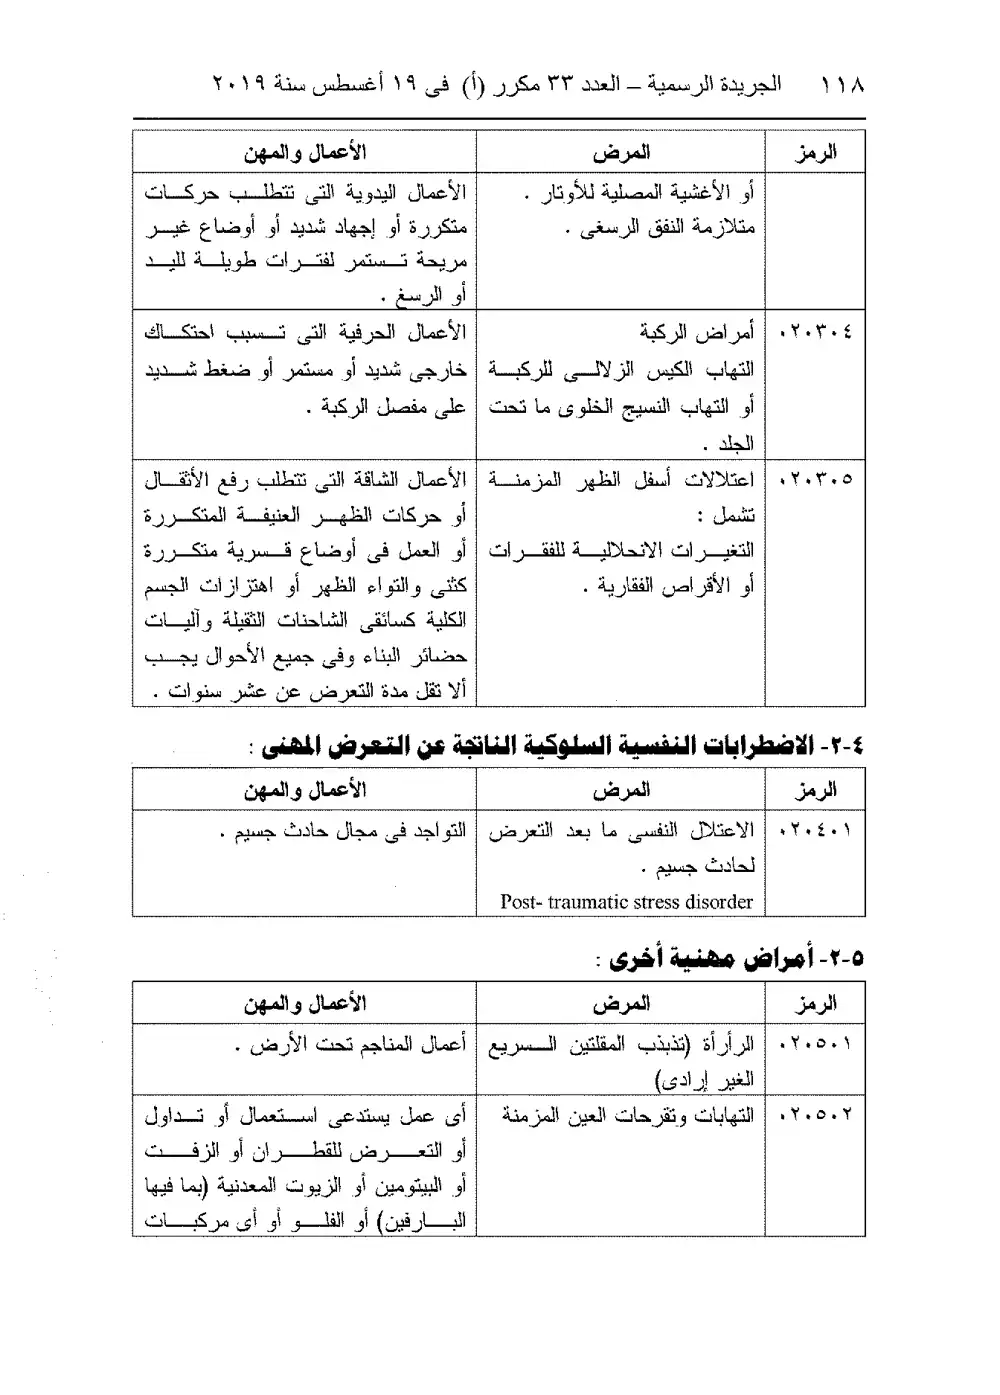 ١١٨ الجريدة الرسمية – العدد ٣٣ مكرر (أ) فى ١٩ أغسطس سنة ٢٠١٩
الرمز المرض الأعمال والمهن
أو الأغشية المصلية للأوتار .
متلازمة النفق الرسغى .
الأعمال اليدوية التى تتطلب حركات
متكررة أو إجهاد شديد أو أوضاع غير
مريحة تستمر لفترات طويلة لليد
أو الرسغ .
٠٢٠٣٠٤
أمراض الركبة
التهاب الكيس الزلالى للركبة
أو التهاب النسيج الخلوى ما تحت
الجلد .
الأعمال الحرفية التى تسبب احتكاك
خارجى شديد أو مستمر أو ضغط شديد
على مفصل الركبة .
٠٢٠٣٠٥
اعتلالات أسفل الظهر المزمنة
تشمل :
التغيرات الانحلالية للفقرات
أو الأقراص الفقارية .
الأعمال الشاقة التى تتطلب رفع الأثقال
أو حركات الظهر العنيفة المتكررة
أو العمل فى أوضاع قسرية متكررة
كثنى والتواء الظهر أو اهتزازات الجسم
الكلية كسائقى الشاحنات الثقيلة وآليات
حضائر البناء وفى جميع الأحوال يجب
ألا تقل مدة التعرض عن عشر سنوات .
٢-٤- الاضطرابات النفسية السلوكية الناتجة عن التعرض المهنى :
الرمز المرض الأعمال والمهن
٠٢٠٤٠١
الاعتلال النفسى ما بعد التعرض
لحادث جسيم .
Post- traumatic stress disorder
التواجد فى مجال حادث جسيم .
٢-٥- أمراض مهنية أخرى :
الرمز المرض الأعمال والمهن
٠٢٠٥٠١
الرأرأة (تذبذب المقلتين السريع
الغير إرادى)
أعمال المناجم تحت الأرض .
٠٢٠٥٠٢
التهابات وتقرحات العين المزمنة
أى عمل يستدعى استعمال أو تداول
أو التعرض للقطران أو الزفت
أو البيتومين أو الزيوت المعدنية (بما فيها
البارفين) أو الفلو أو أى مركبات